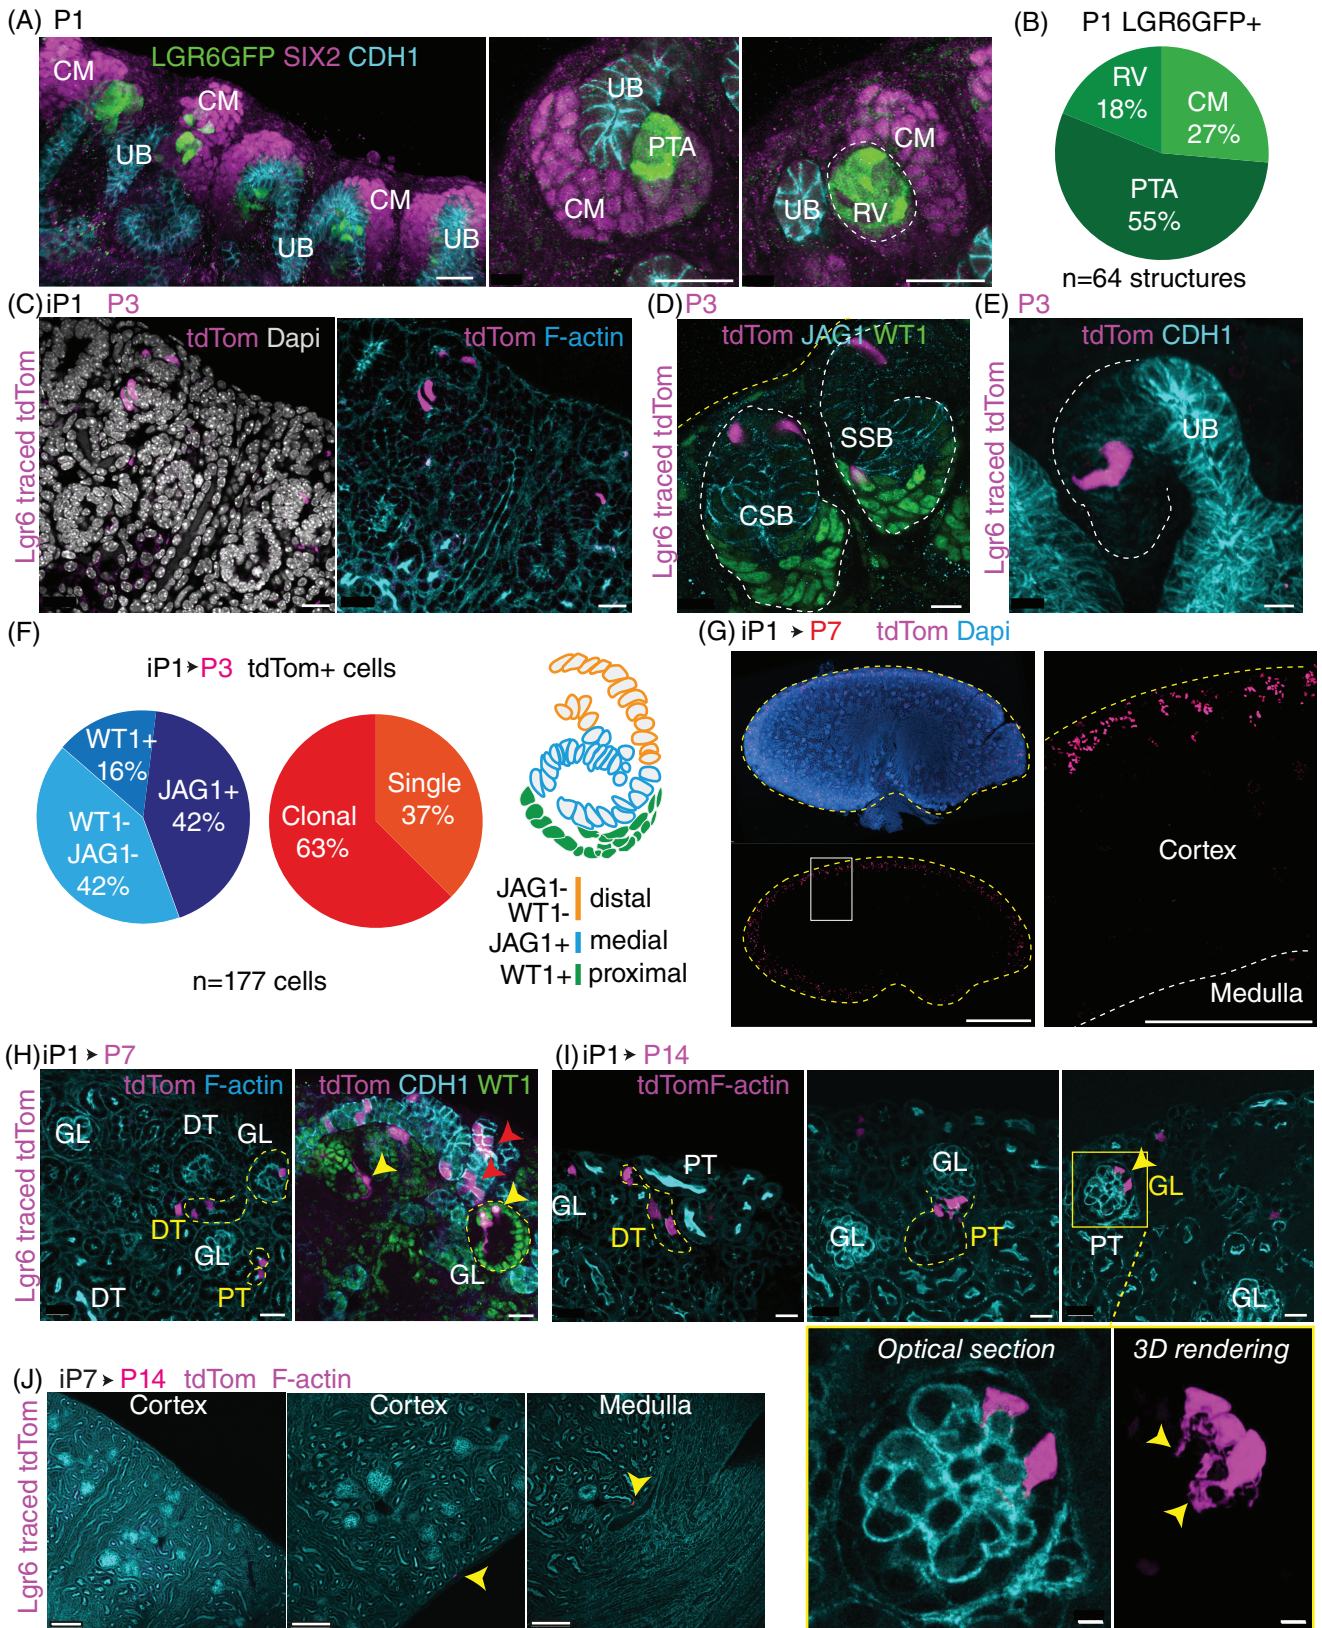 (A) P1
LGR6GFP SIX2 CDH1
CM
CM
UB
CM
UB
UB
UB
PTA
CM
CM
UB
RV
(B) P1 LGR6GFP+
RV
18%
CM
27%
PTA
55%
n=64 structures
(C) iP1 P3
Lgr6 traced tdTom
tdTom Dapi
tdTom F-actin
(D) P3
Lgr6 traced tdTom
tdTom JAG1 WT1
SSB
CSB
(E) P3
Lgr6 traced tdTom
tdTom CDH1
UB
(F)
iP1 ➤ P3 tdTom+ cells
WT1+
16%
JAG1+
42%
WT1-
JAG1-
42%
Clonal
63%
Single
37%
n=177 cells
JAG1-
WT1-
distal
JAG1+ medial
WT1+ proximal
(G) iP1 ➤ P7 tdTom Dapi
Cortex
Medulla
(H) iP1 ➤ P7
Lgr6 traced tdTom
tdTom F-actin
GL
DT
GL
DT
GL
DT
PT
tdTom CDH1 WT1
GL
(I) iP1 ➤ P14
tdTomF-actin
PT
GL
DT
GL
GL
PT
GL
PT
GL
Optical section
3D rendering
(J) iP7 ➤ P14 tdTom F-actin
Lgr6 traced tdTom
Cortex
Cortex
Medulla